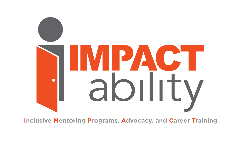 IMPACT
ability
Inclusive Mentoring Programs, Advocacy, and Career Training